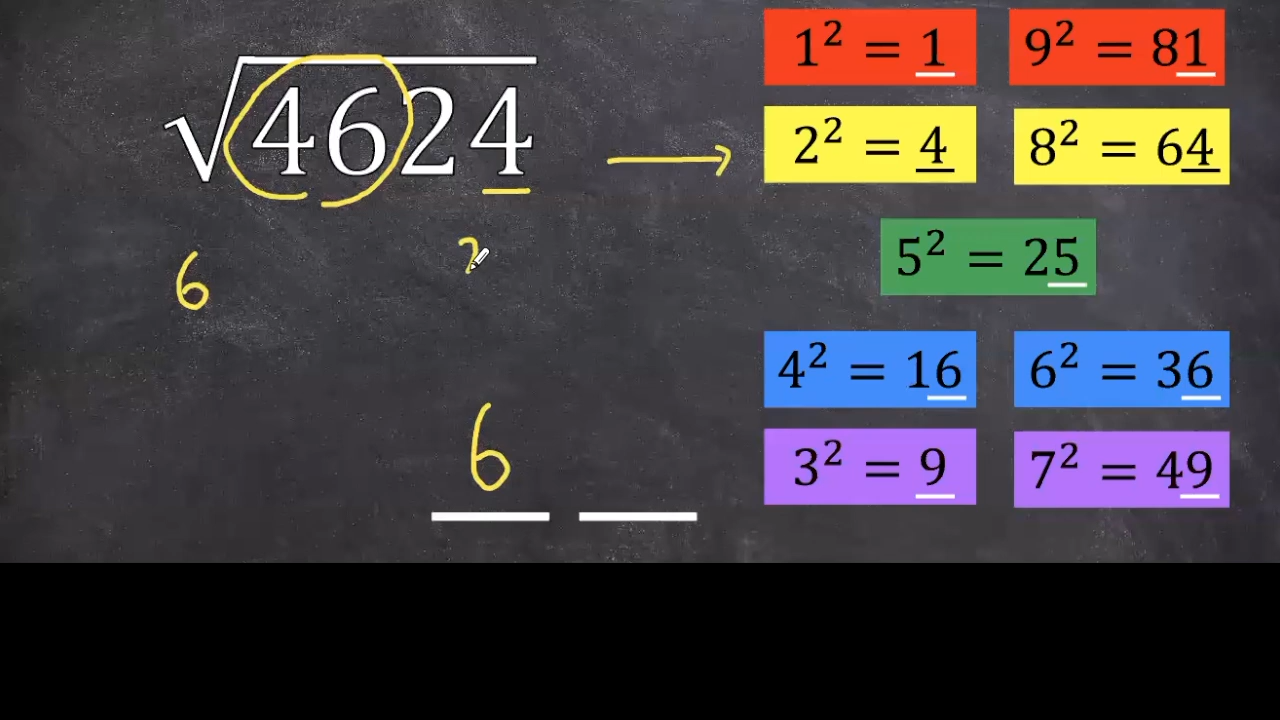 √4624
6
6
1² = 1
9² = 81
2² = 4
8² = 64
5² = 25
4² = 16
6² = 36
3² = 9
7² = 49